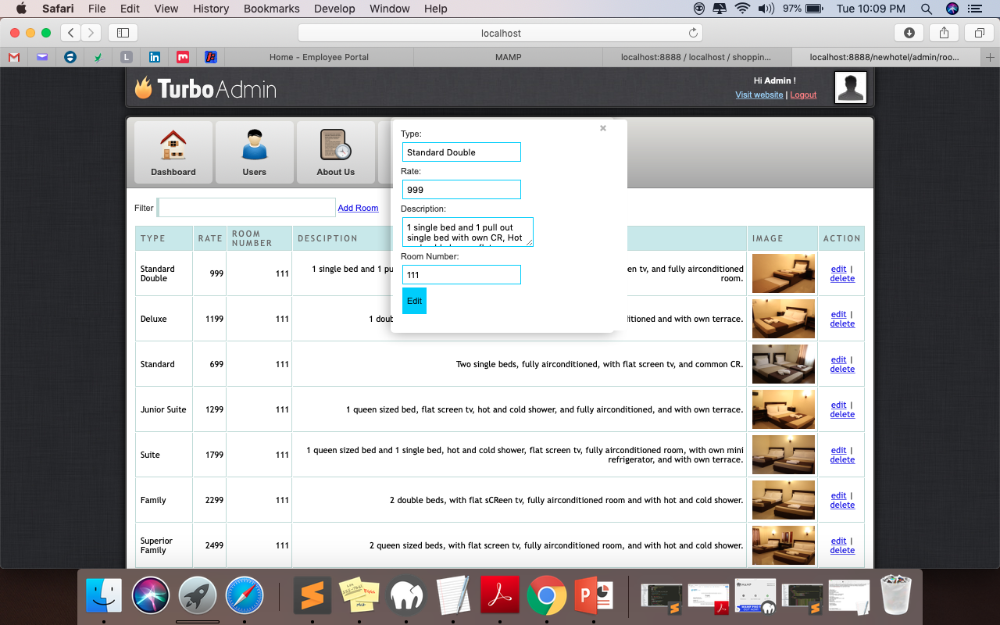 Safari File Edit View History Bookmarks Develop Window Help 97% Tue 10:09 PM
localhost
Home - Employee Portal
MAMP
localhost:8888 / localhost / shoppin...
localhost:8888/newhotel/admin/roo...
TurboAdmin
Hi Admin !
Visit website | Logout
Dashboard
Users
About Us
Type:
Standard Double
Rate:
999
Description:
1 single bed and 1 pull out
single bed with own CR, Hot
Room Number:
111
Edit
Filter
Add Room
TYPE RATE ROOM NUMBER DESCIPTION IMAGE ACTION
Standard Double 999 111 1 single bed and 1 pu en tv, and fully airconditioned room. edit | delete
Deluxe 1199 111 1 doub itioned and with own terrace. edit | delete
Standard 699 111 Two single beds, fully airconditioned, with flat screen tv, and common CR. edit | delete
Junior Suite 1299 111 1 queen sized bed, flat screen tv, hot and cold shower, and fully airconditioned, and with own terrace. edit | delete
Suite 1799 111 1 queen sized bed and 1 single bed, hot and cold shower, flat screen tv, fully airconditioned room, with own mini refrigerator, and with own terrace. edit | delete
Family 2299 111 2 double beds, with flat sCReen tv, fully airconditioned room and with hot and cold shower. edit | delete
Superior Family 2499 111 2 queen sized beds, with flat screen tv, fully airconditioned room, and with hot and cold shower. edit | delete